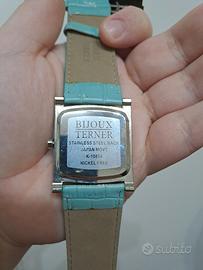 BIJOUX
TERNER
STAINLESS STEEL BACK
JAPAN MOVT
NICKEL FREE
subito